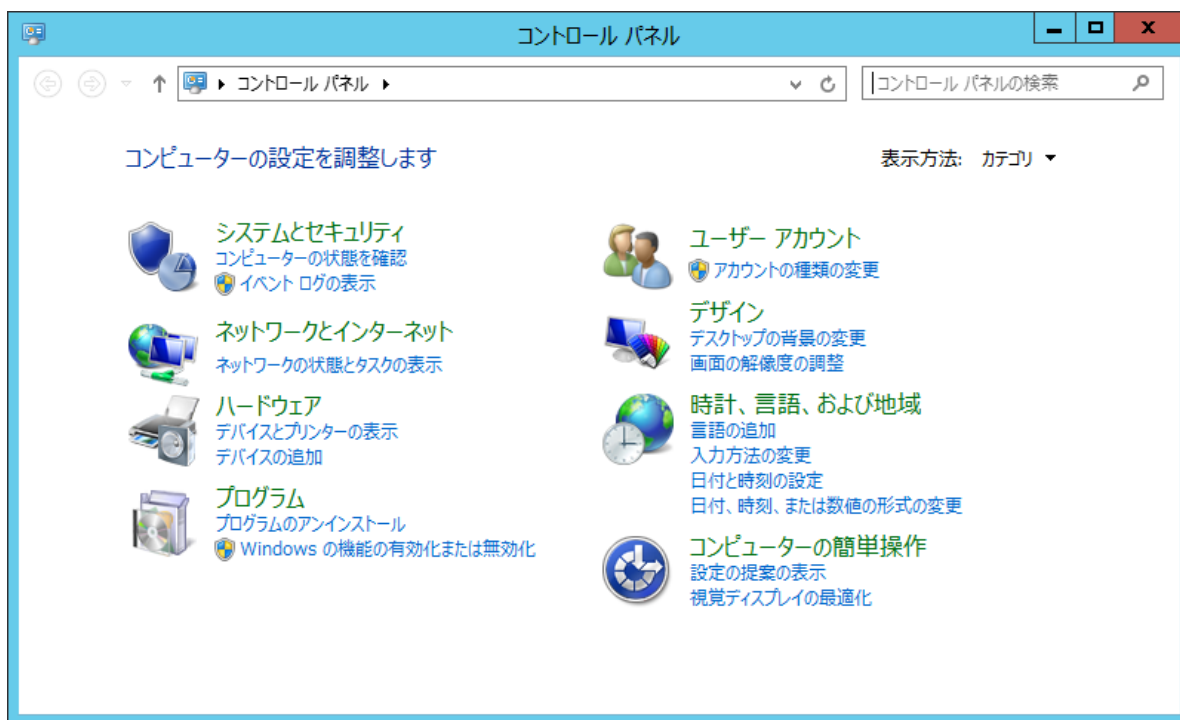 コントロール パネル
コントロール パネル
コントロール パネルの検索
コンピューターの設定を調整します
表示方法: カテゴリ
システムとセキュリティ
コンピューターの状態を確認
イベント ログの表示
ネットワークとインターネット
ネットワークの状態とタスクの表示
ハードウェア
デバイスとプリンターの表示
デバイスの追加
プログラム
プログラムのアンインストール
Windows の機能の有効化または無効化
ユーザー アカウント
アカウントの種類の変更
デザイン
デスクトップの背景の変更
画面の解像度の調整
時計、言語、および地域
言語の追加
入力方法の変更
日付と時刻の設定
日付、時刻、または数値の形式の変更
コンピューターの簡単操作
設定の提案の表示
視覚ディスプレイの最適化